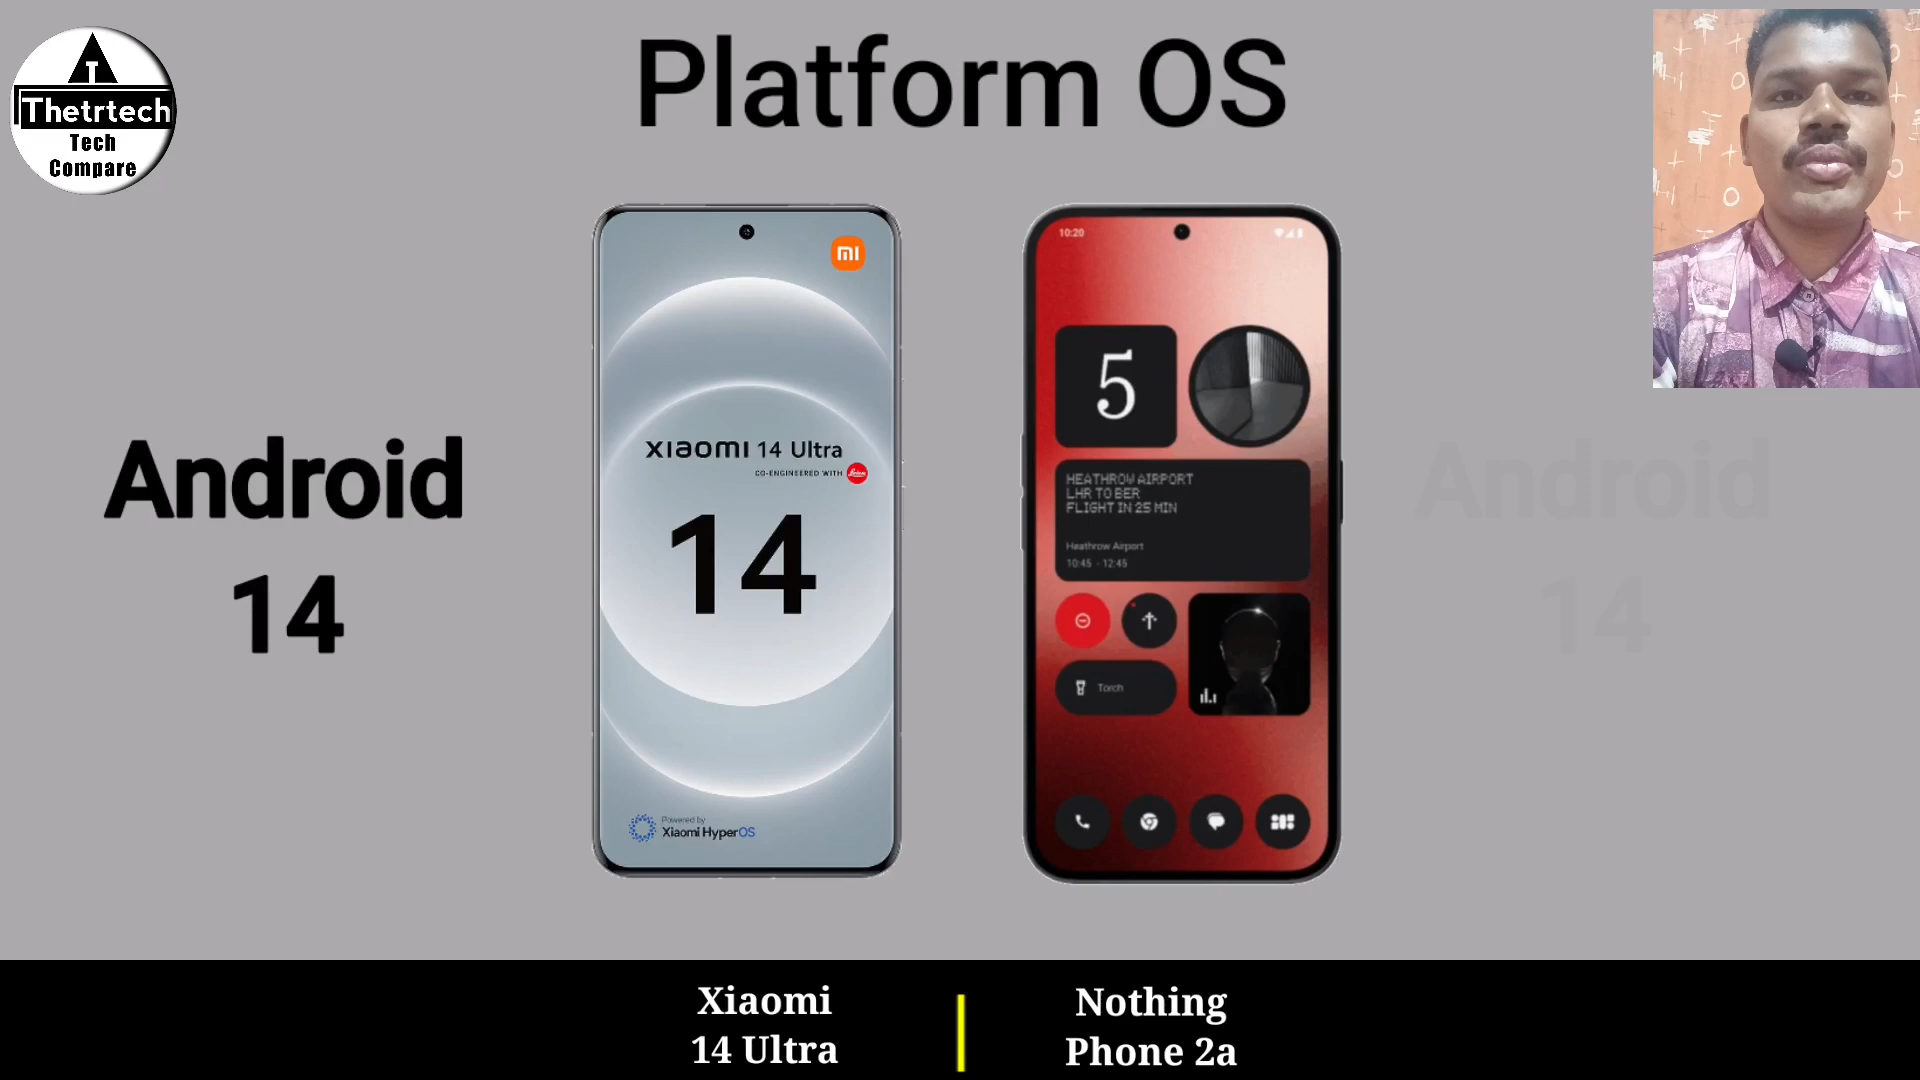 Platform OS
Thetrtech
Tech
Compare
Android
14
mi
xiaomi 14 Ultra
CO-ENGINEERED WITH Leica
14
Powered by
Xiaomi HyperOS
10:20
5
HEATHROW AIRPORT
LHR TO BER
FLIGHT IN 25 MIN
Heathrow Airport
10:45 - 12:45
Torch
Android
14
Xiaomi
14 Ultra
Nothing
Phone 2a